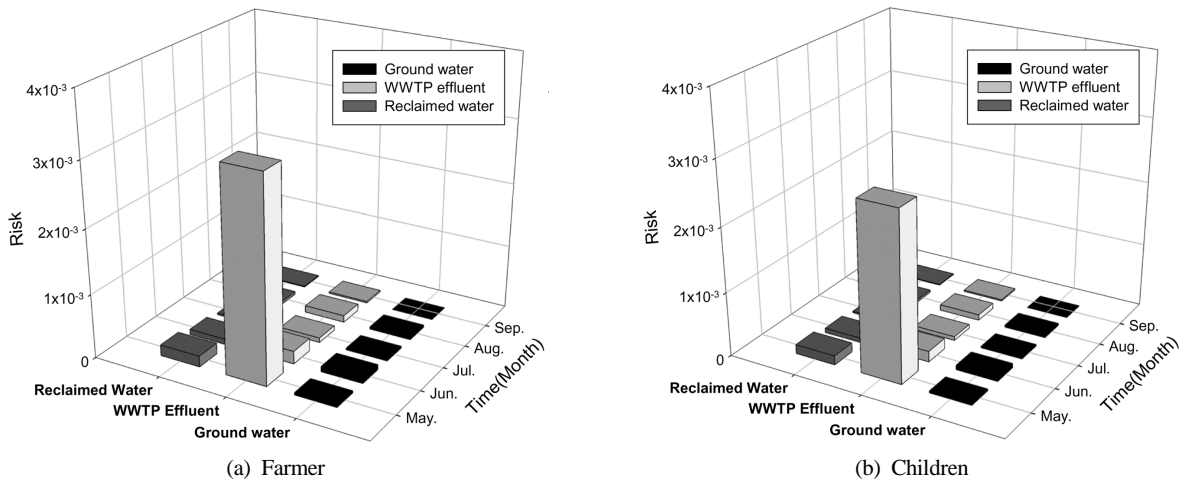 4x10⁻³
3x10⁻³
2x10⁻³
1x10⁻³
0
Risk
Ground water
WWTP effluent
Reclaimed water
Reclaimed Water
WWTP Effluent
Ground water
May.
Jun.
Jul.
Aug.
Sep.
Time(Month)
(a) Farmer
4x10⁻³
3x10⁻³
2x10⁻³
1x10⁻³
0
Risk
Ground water
WWTP effluent
Reclaimed water
Reclaimed Water
WWTP Effluent
Ground water
May.
Jun.
Jul.
Aug.
Sep.
Time(Month)
(b) Children